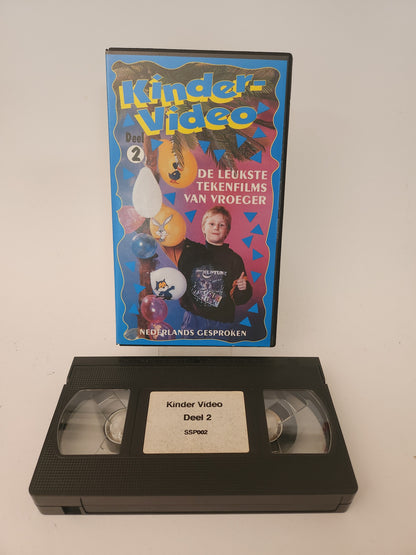 Kinder-
Video
Deel
2
DE LEUKSTE
TEKENFILMS
VAN VROEGER
NEDERLANDS GESPROKEN
Kinder Video
Deel 2
SSP002